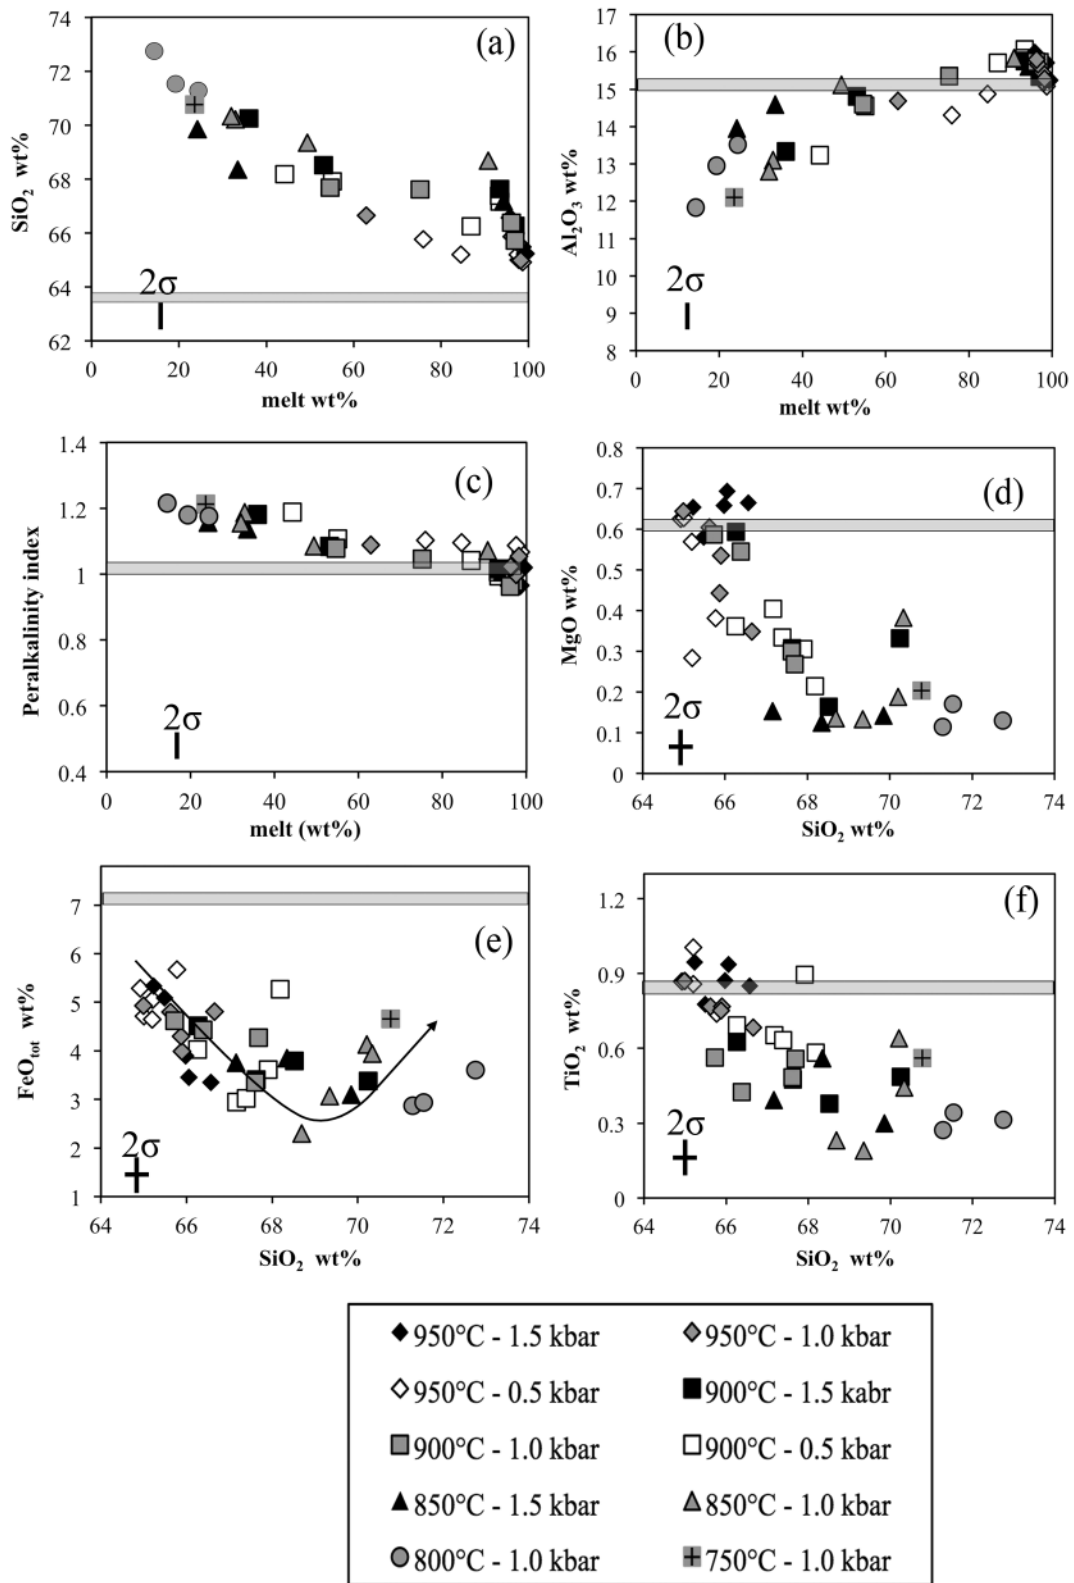 (a)
74
72
70
68
66
64
62
SiO₂ wt%
2σ
0 20 40 60 80 100
melt wt%
(b)
17
16
15
14
13
12
11
10
9
8
Al₂O₃ wt%
2σ
0 20 40 60 80 100
melt wt%
(c)
1.4
1.2
1
0.8
0.6
0.4
Peralkalinity index
2σ
0 20 40 60 80 100
melt (wt%)
(d)
0.8
0.7
0.6
0.5
0.4
0.3
0.2
0.1
0
MgO wt%
2σ
64 66 68 70 72 74
SiO₂ wt%
(e)
7
6
5
4
3
2
1
FeOtot wt%
2σ
64 66 68 70 72 74
SiO₂ wt%
(f)
1.2
0.9
0.6
0.3
0
TiO₂ wt%
2σ
64 66 68 70 72 74
SiO₂ wt%
950°C - 1.5 kbar
950°C - 1.0 kbar
950°C - 0.5 kbar
900°C - 1.5 kabr
900°C - 1.0 kbar
900°C - 0.5 kbar
850°C - 1.5 kbar
850°C - 1.0 kbar
800°C - 1.0 kbar
750°C - 1.0 kbar